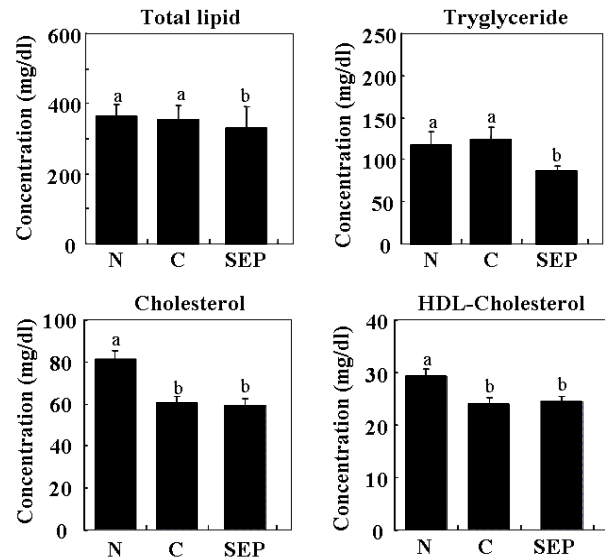 Total lipid
Concentration (mg/dl)
600
400
200
0
a
a
b
N C SEP
Tryglyceride
Concentration (mg/dl)
250
200
150
100
50
0
a
a
b
N C SEP
Cholesterol
Concentration (mg/dl)
100
80
60
40
20
0
a
b
b
N C SEP
HDL-Cholesterol
Concentration (mg/dl)
40
30
20
10
0
a
b
b
N C SEP